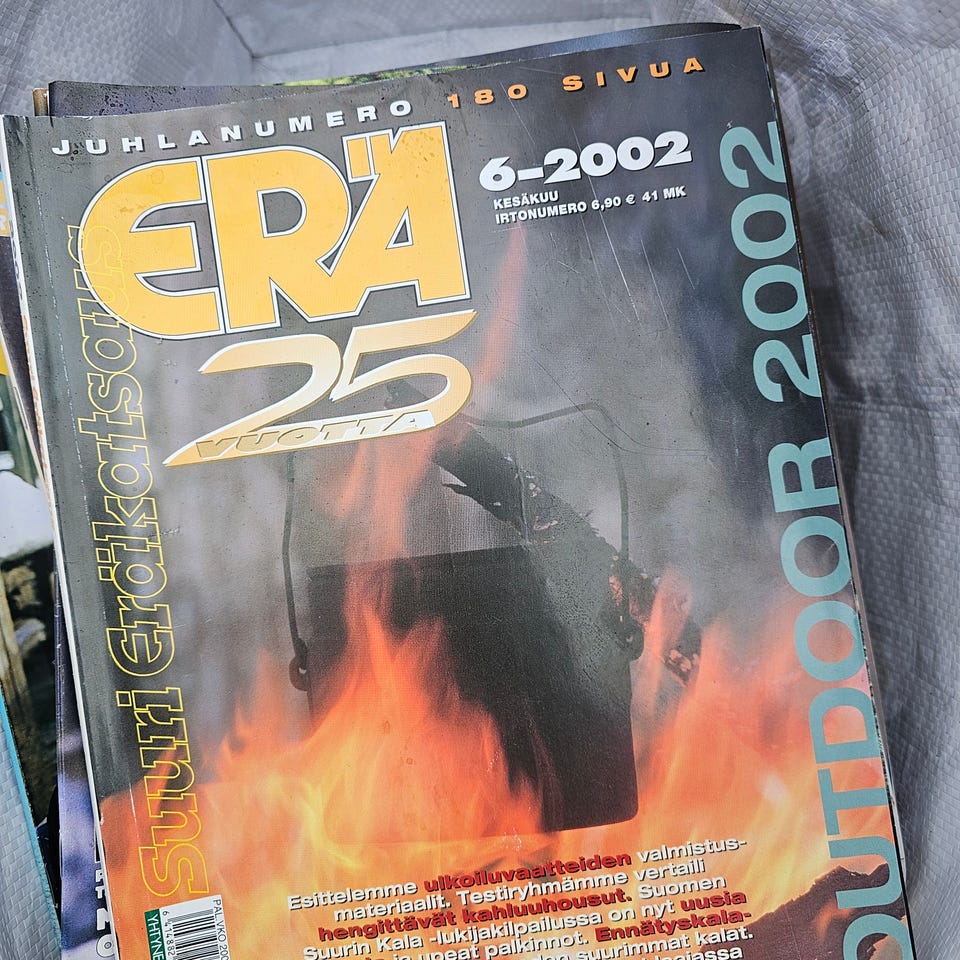 JUHLANUMERO 180 SIVUA
ERÄ
25
VUOTTA
6–2002
KESÄKUU
IRTONUMERO 6,90 € 41 MK
Suuri Eräkatsaus
OUTDOOR 2002
Esittelemme ulkoiluvaatteiden valmistus-
materiaalit. Testiryhmämme vertaili
hengittävät kahluuhousut. Suomen
Suurin Kala -lukijakilpailussa on nyt uusia
ja upeat palkinnot. Ennätyskala-
suurimmat kalat.